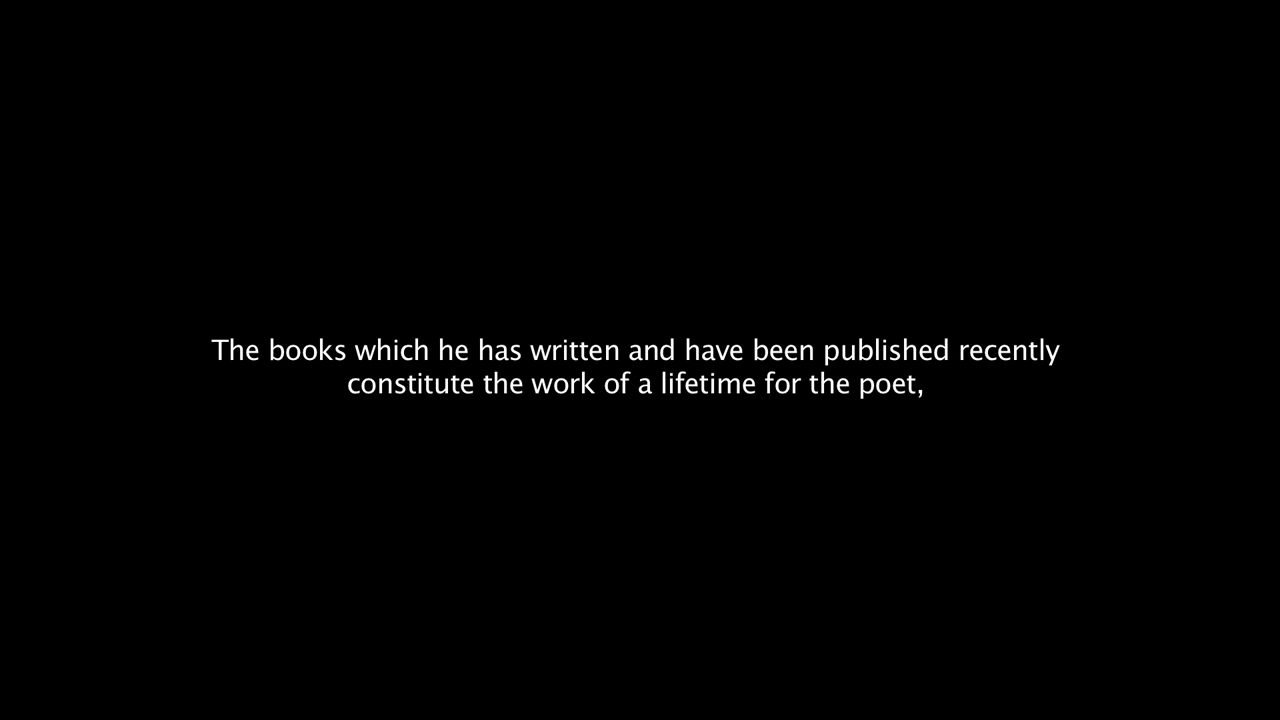 The books which he has written and have been published recently
constitute the work of a lifetime for the poet,